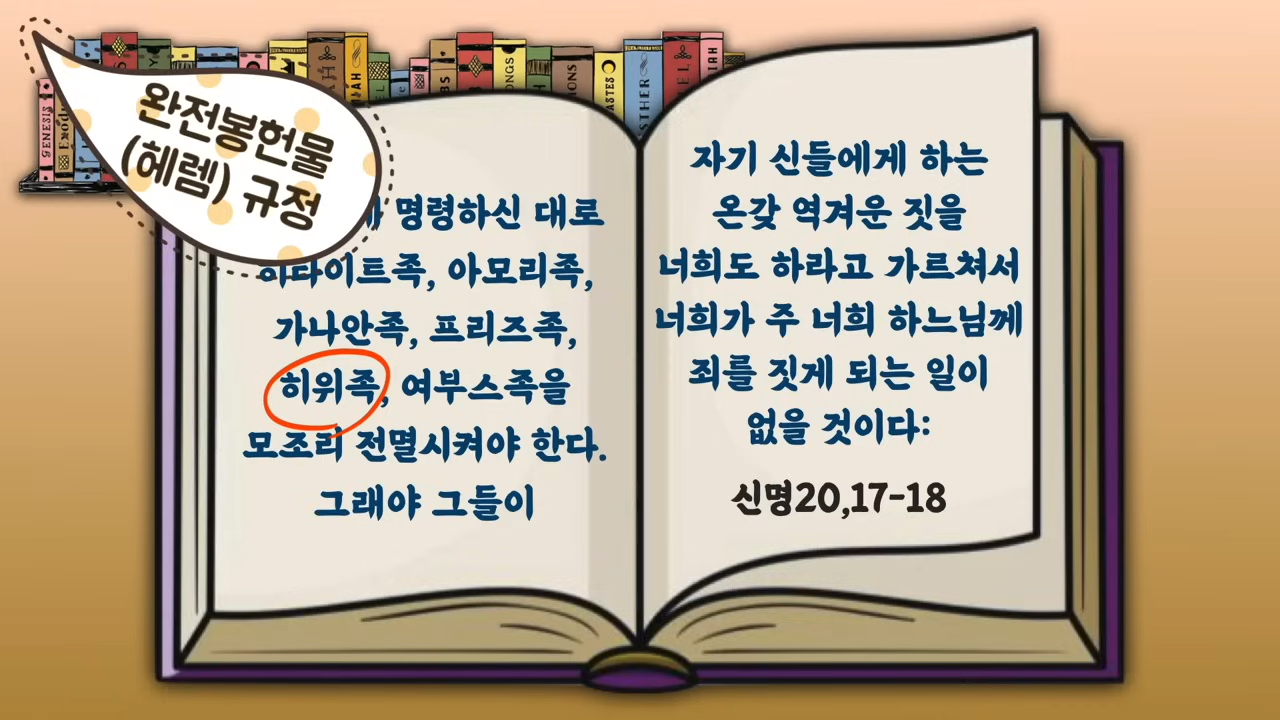 완전봉헌물
(헤렘) 규정
명령하신 대로
히타이트족, 아모리족,
가나안족, 프리즈족,
히위족, 여부스족을
모조리 전멸시켜야 한다.
그래야 그들이
자기 신들에게 하는
온갖 역겨운 짓을
너희도 하라고 가르쳐서
너희가 주 너희 하느님께
죄를 짓게 되는 일이
없을 것이다:
신명20,17-18
GENESIS
Exodus
ESTHER